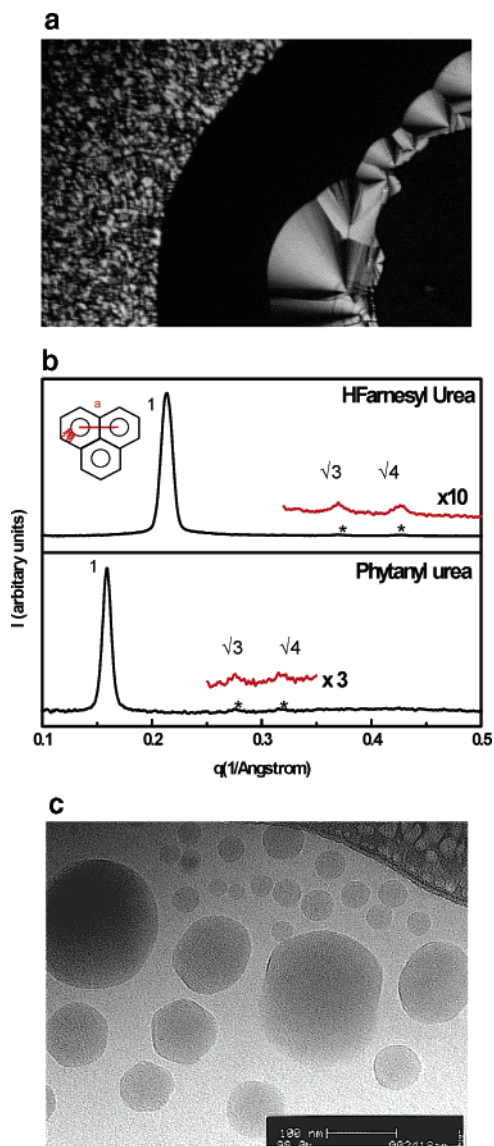 a
b
HFarnesyl Urea
a
1
√3
√4
x10
*
*
Phytanyl urea
1
√3
√4
x 3
*
*
I (arbitary units)
0.1
0.2
0.3
0.4
0.5
q(1/Angstrom)
c
100 nm